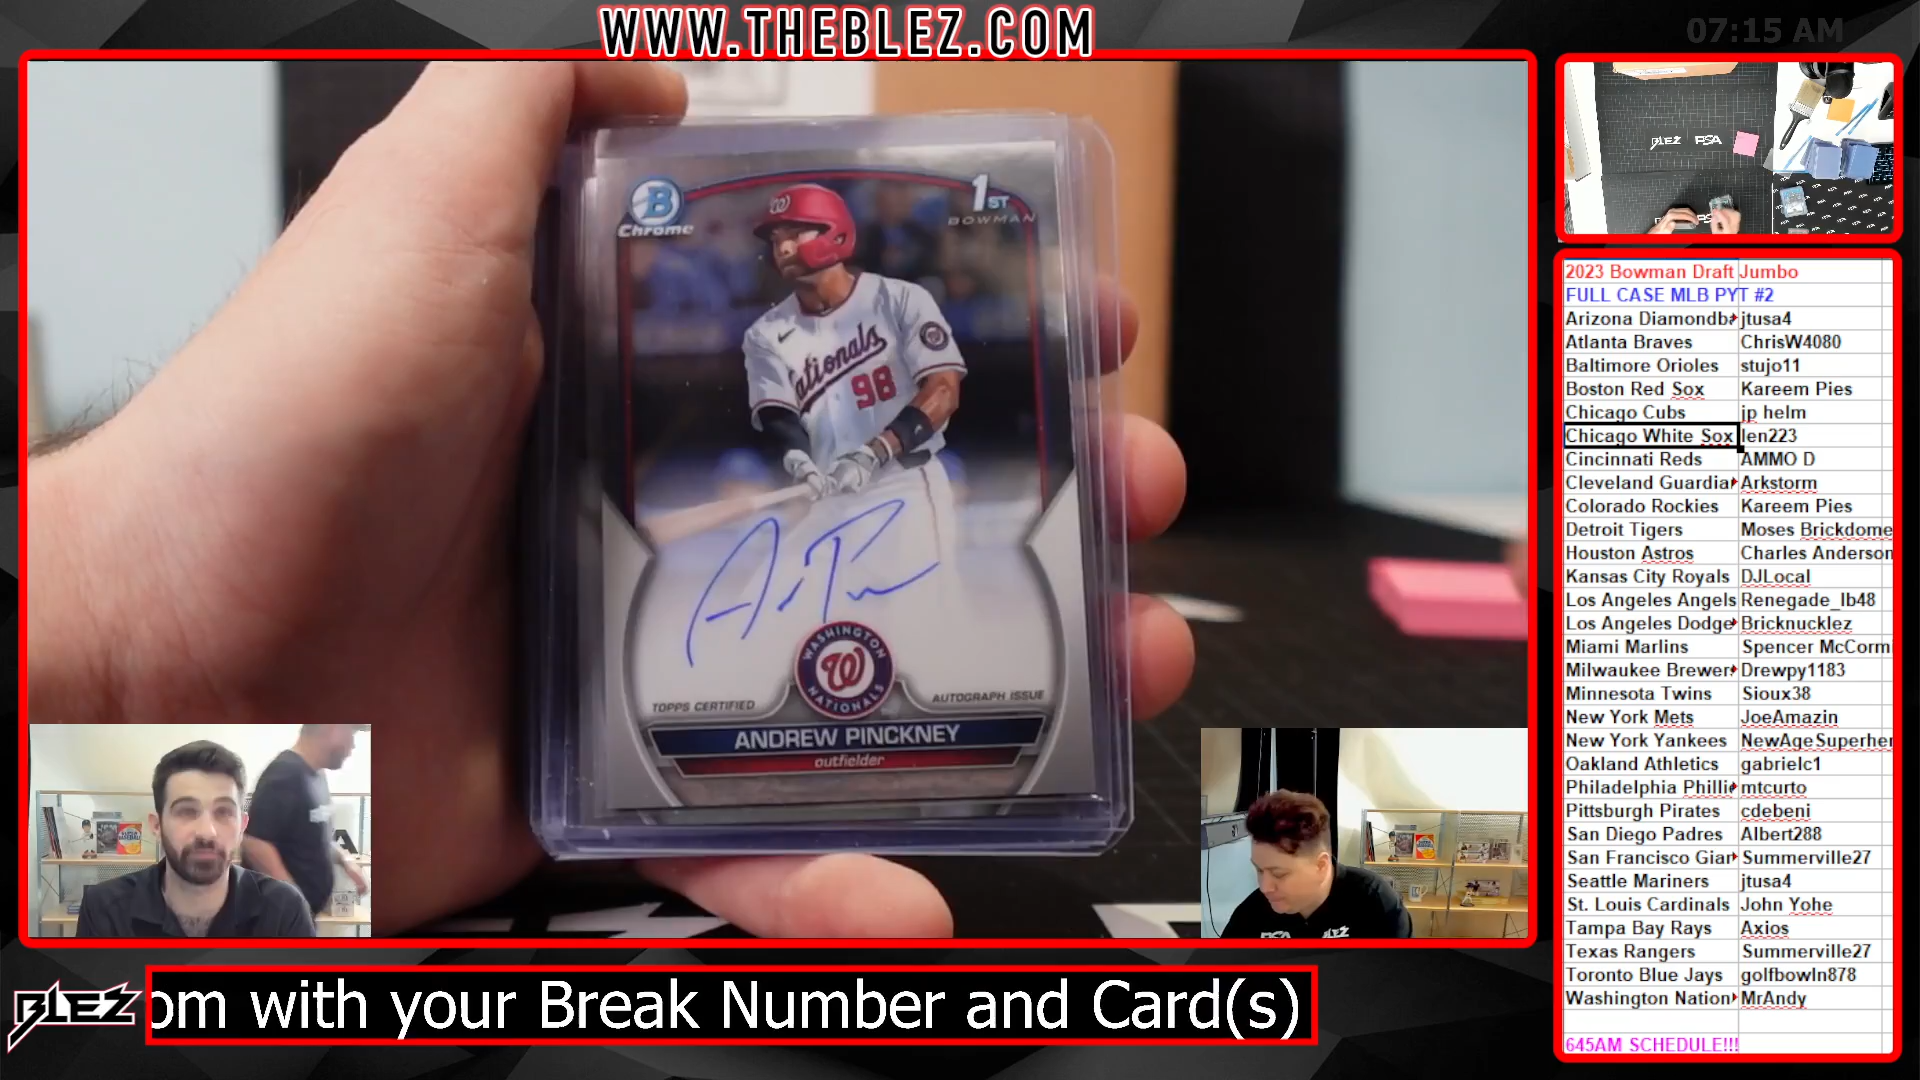 WWW.THEBLEZ.COM
07:15 AM
B
Chrome
1ST
BOWMAN
W
Nationals
98
WASHINGTON
W
NATIONALS
TOPPS CERTIFIED
AUTOGRAPH ISSUE
ANDREW PINCKNEY
outfielder
BLEZ PSA
2023 Bowman Draft Jumbo
FULL CASE MLB PYT #2
Arizona Diamondba jtusa4
Atlanta Braves ChrisW4080
Baltimore Orioles stujo11
Boston Red Sox Kareem Pies
Chicago Cubs jp helm
Chicago White Sox len223
Cincinnati Reds AMMO D
Cleveland Guardia Arkstorm
Colorado Rockies Kareem Pies
Detroit Tigers Moses Brickdome
Houston Astros Charles Anderson
Kansas City Royals DJLocal
Los Angeles Angels Renegade_lb48
Los Angeles Dodge Bricknucklez
Miami Marlins Spencer McCormi
Milwaukee Brewer Drewpy1183
Minnesota Twins Sioux38
New York Mets JoeAmazin
New York Yankees NewAgeSuperher
Oakland Athletics gabrielc1
Philadelphia Phillie mtcurto
Pittsburgh Pirates cdebeni
San Diego Padres Albert288
San Francisco Gian Summerville27
Seattle Mariners jtusa4
St. Louis Cardinals John Yohe
Tampa Bay Rays Axios
Texas Rangers Summerville27
Toronto Blue Jays golfbowln878
Washington Nation MrAndy
645AM SCHEDULE!!!
BLEZ
om with your Break Number and Card(s)